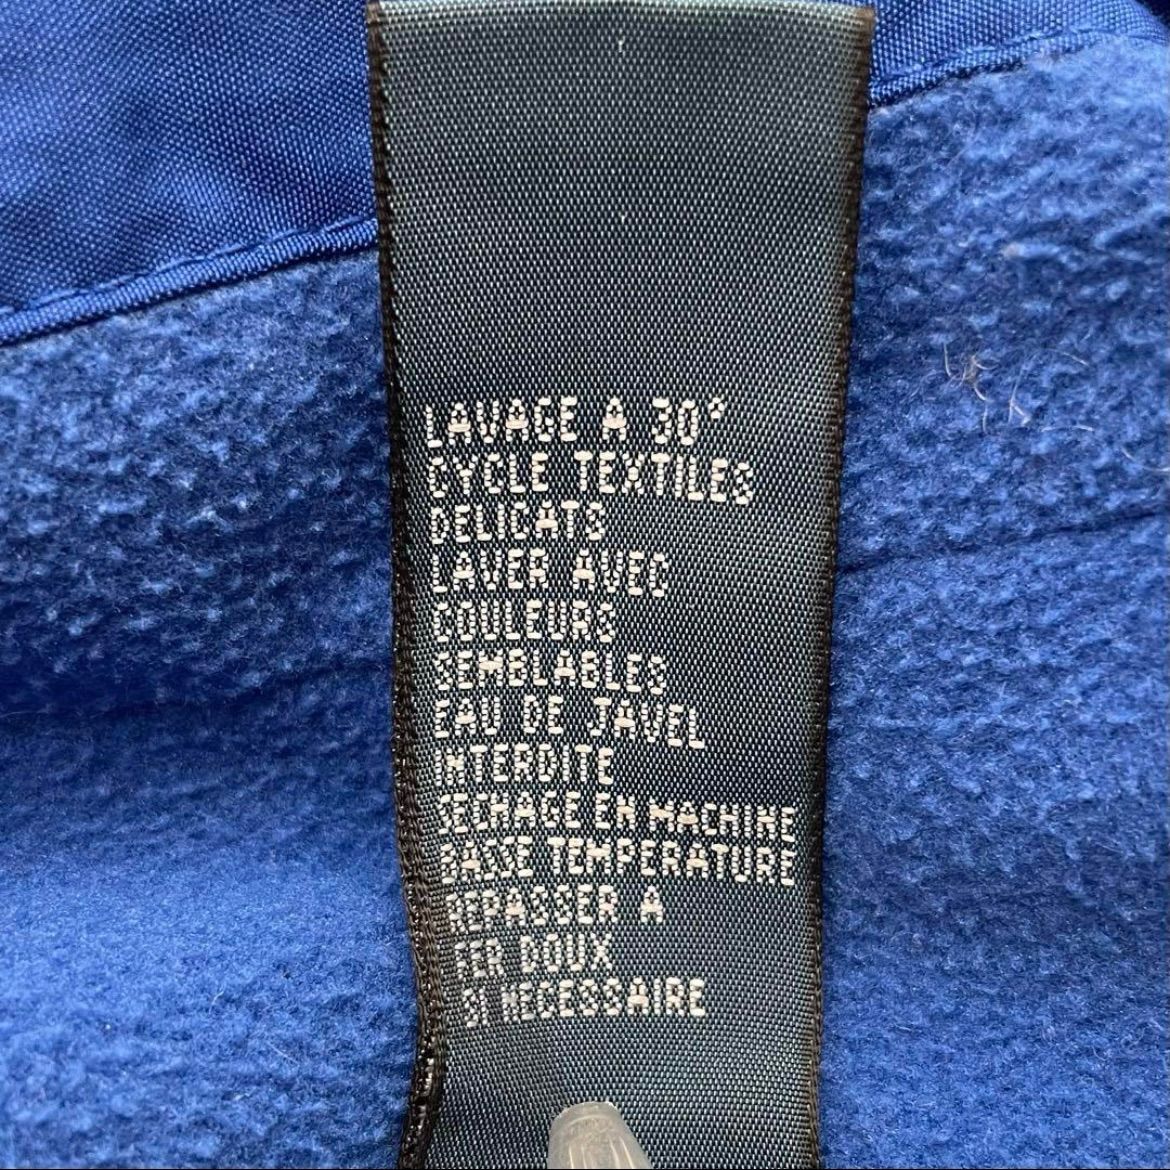 LAVAGE A 30°
CYCLE TEXTILES
DELICATS
LAVER AVEC
COULEURS
SEMBLABLES
EAU DE JAVEL
INTERDITE
SECHAGE EN MACHINE
BASSE TEMPERATURE
REPASSER A
FER DOUX
SI NECESSAIRE